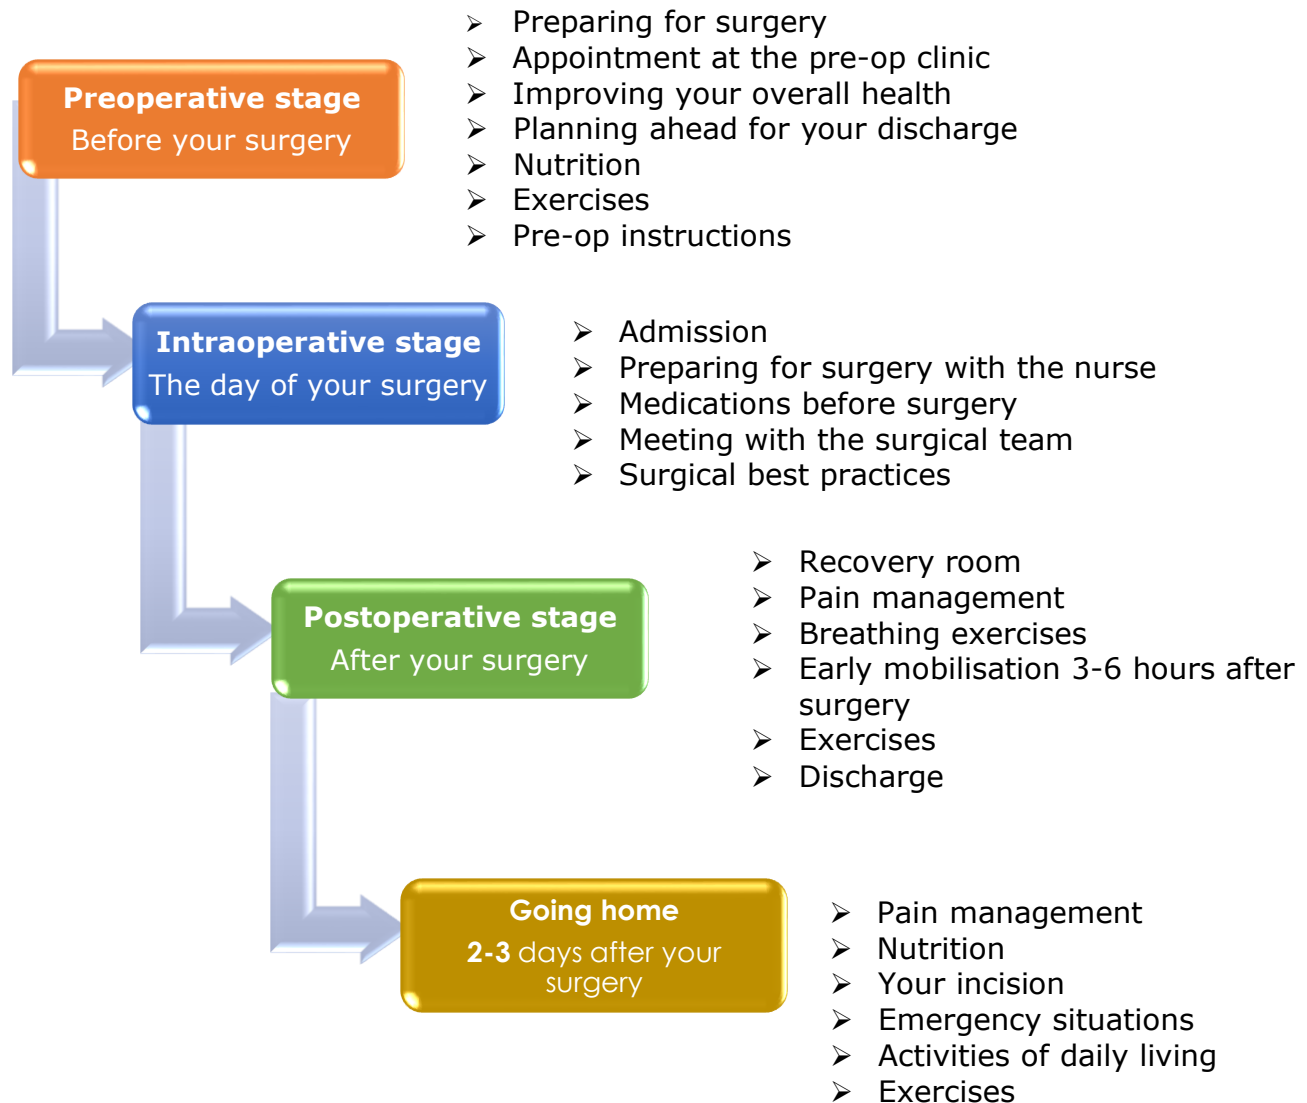 Preoperative stage
Before your surgery
➢ Preparing for surgery
➢ Appointment at the pre-op clinic
➢ Improving your overall health
➢ Planning ahead for your discharge
➢ Nutrition
➢ Exercises
➢ Pre-op instructions
Intraoperative stage
The day of your surgery
➢ Admission
➢ Preparing for surgery with the nurse
➢ Medications before surgery
➢ Meeting with the surgical team
➢ Surgical best practices
Postoperative stage
After your surgery
➢ Recovery room
➢ Pain management
➢ Breathing exercises
➢ Early mobilisation 3-6 hours after
surgery
➢ Exercises
➢ Discharge
Going home
2-3 days after your
surgery
➢ Pain management
➢ Nutrition
➢ Your incision
➢ Emergency situations
➢ Activities of daily living
➢ Exercises